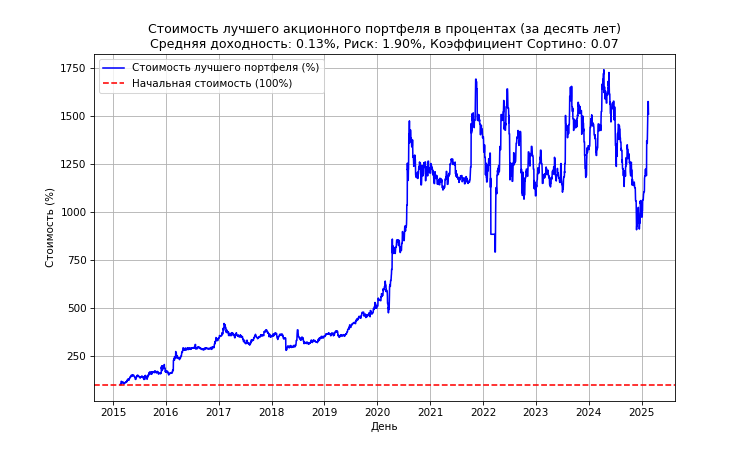 Стоимость лучшего акционного портфеля в процентах (за десять лет)
Средняя доходность: 0.13%, Риск: 1.90%, Коэффициент Сортино: 0.07
Стоимость лучшего портфеля (%)
Начальная стоимость (100%)
Стоимость (%)
1750
1500
1250
1000
750
500
250
2015 2016 2017 2018 2019 2020 2021 2022 2023 2024 2025
День